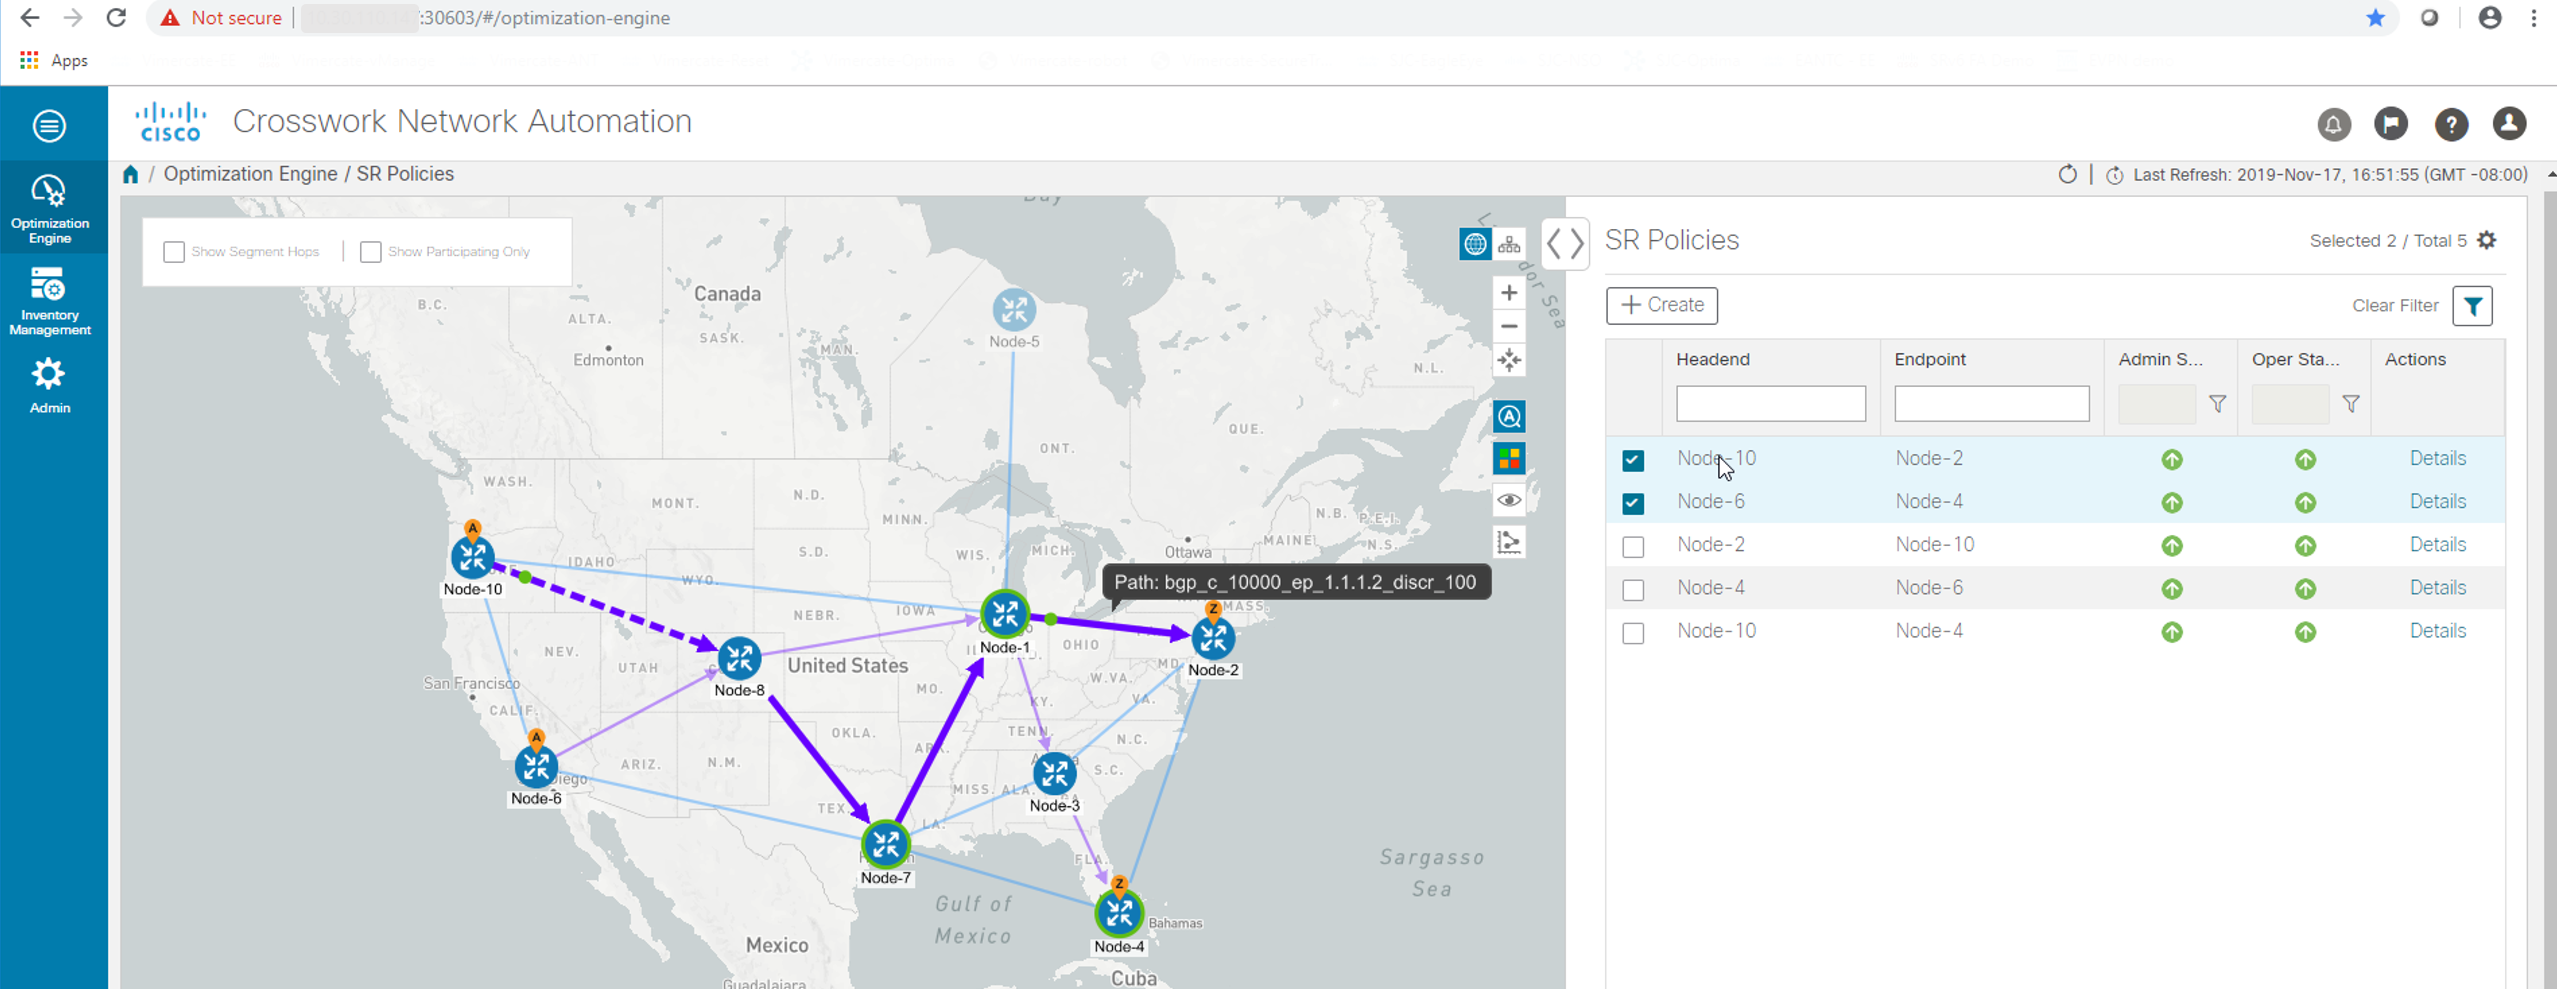 Not secure
:30603/#/optimization-engine
Apps
CISCO
Crosswork Network Automation
Optimization Engine
Inventory Management
Admin
/ Optimization Engine / SR Policies
Last Refresh: 2019-Nov-17, 16:51:55 (GMT -08:00)
Show Segment Hops
Show Participating Only
Bay
Canada
B.C.
ALTA.
SASK.
MAN.
Edmonton
Node-5
ONT.
QUE.
N.L.
dor Sea
WASH.
MONT.
N.D.
MINN.
N.B.
P.E.I.
N.S.
MAINE
Ottawa
A
Node-10
IDAHO
WYO.
S.D.
WIS.
MICH.
Path: bgp_c_10000_ep_1.1.1.2_discr_100
MASS.
Z
NEBR.
IOWA
Node-1
OHIO
Node-2
NEV.
UTAH
Node-8
United States
MD.
W.VA.
VA.
San Francisco
CALIF.
MO.
KY.
OKLA.
TENN.
N.C.
A
ARIZ.
N.M.
AR
S.C.
Node-6
iego
TEX.
MISS.
ALA.
Node-3
LA.
Node-7
FLA.
Z
Node-4
Bahamas
Gulf of
Mexico
Sargasso
Sea
Mexico
Cuba
Guadalajara
SR Policies
Selected 2 / Total 5
+ Create
Clear Filter
Headend Endpoint Admin S... Oper Sta... Actions
Node-10 Node-2 Details
Node-6 Node-4 Details
Node-2 Node-10 Details
Node-4 Node-6 Details
Node-10 Node-4 Details